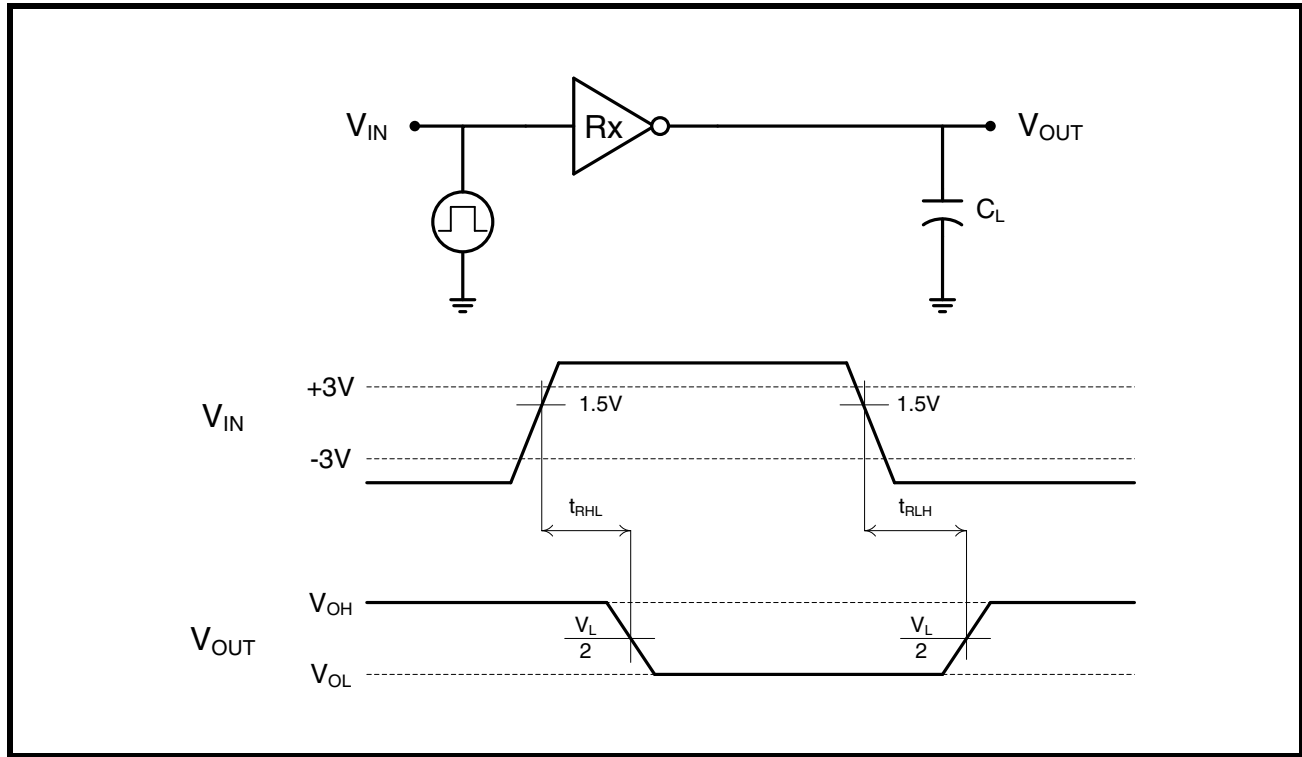 V_IN
Rx
V_OUT
C_L
+3V
1.5V
1.5V
V_IN
-3V
t_RHL
t_RLH
V_OH
V_L
2
V_L
2
V_OUT
V_OL